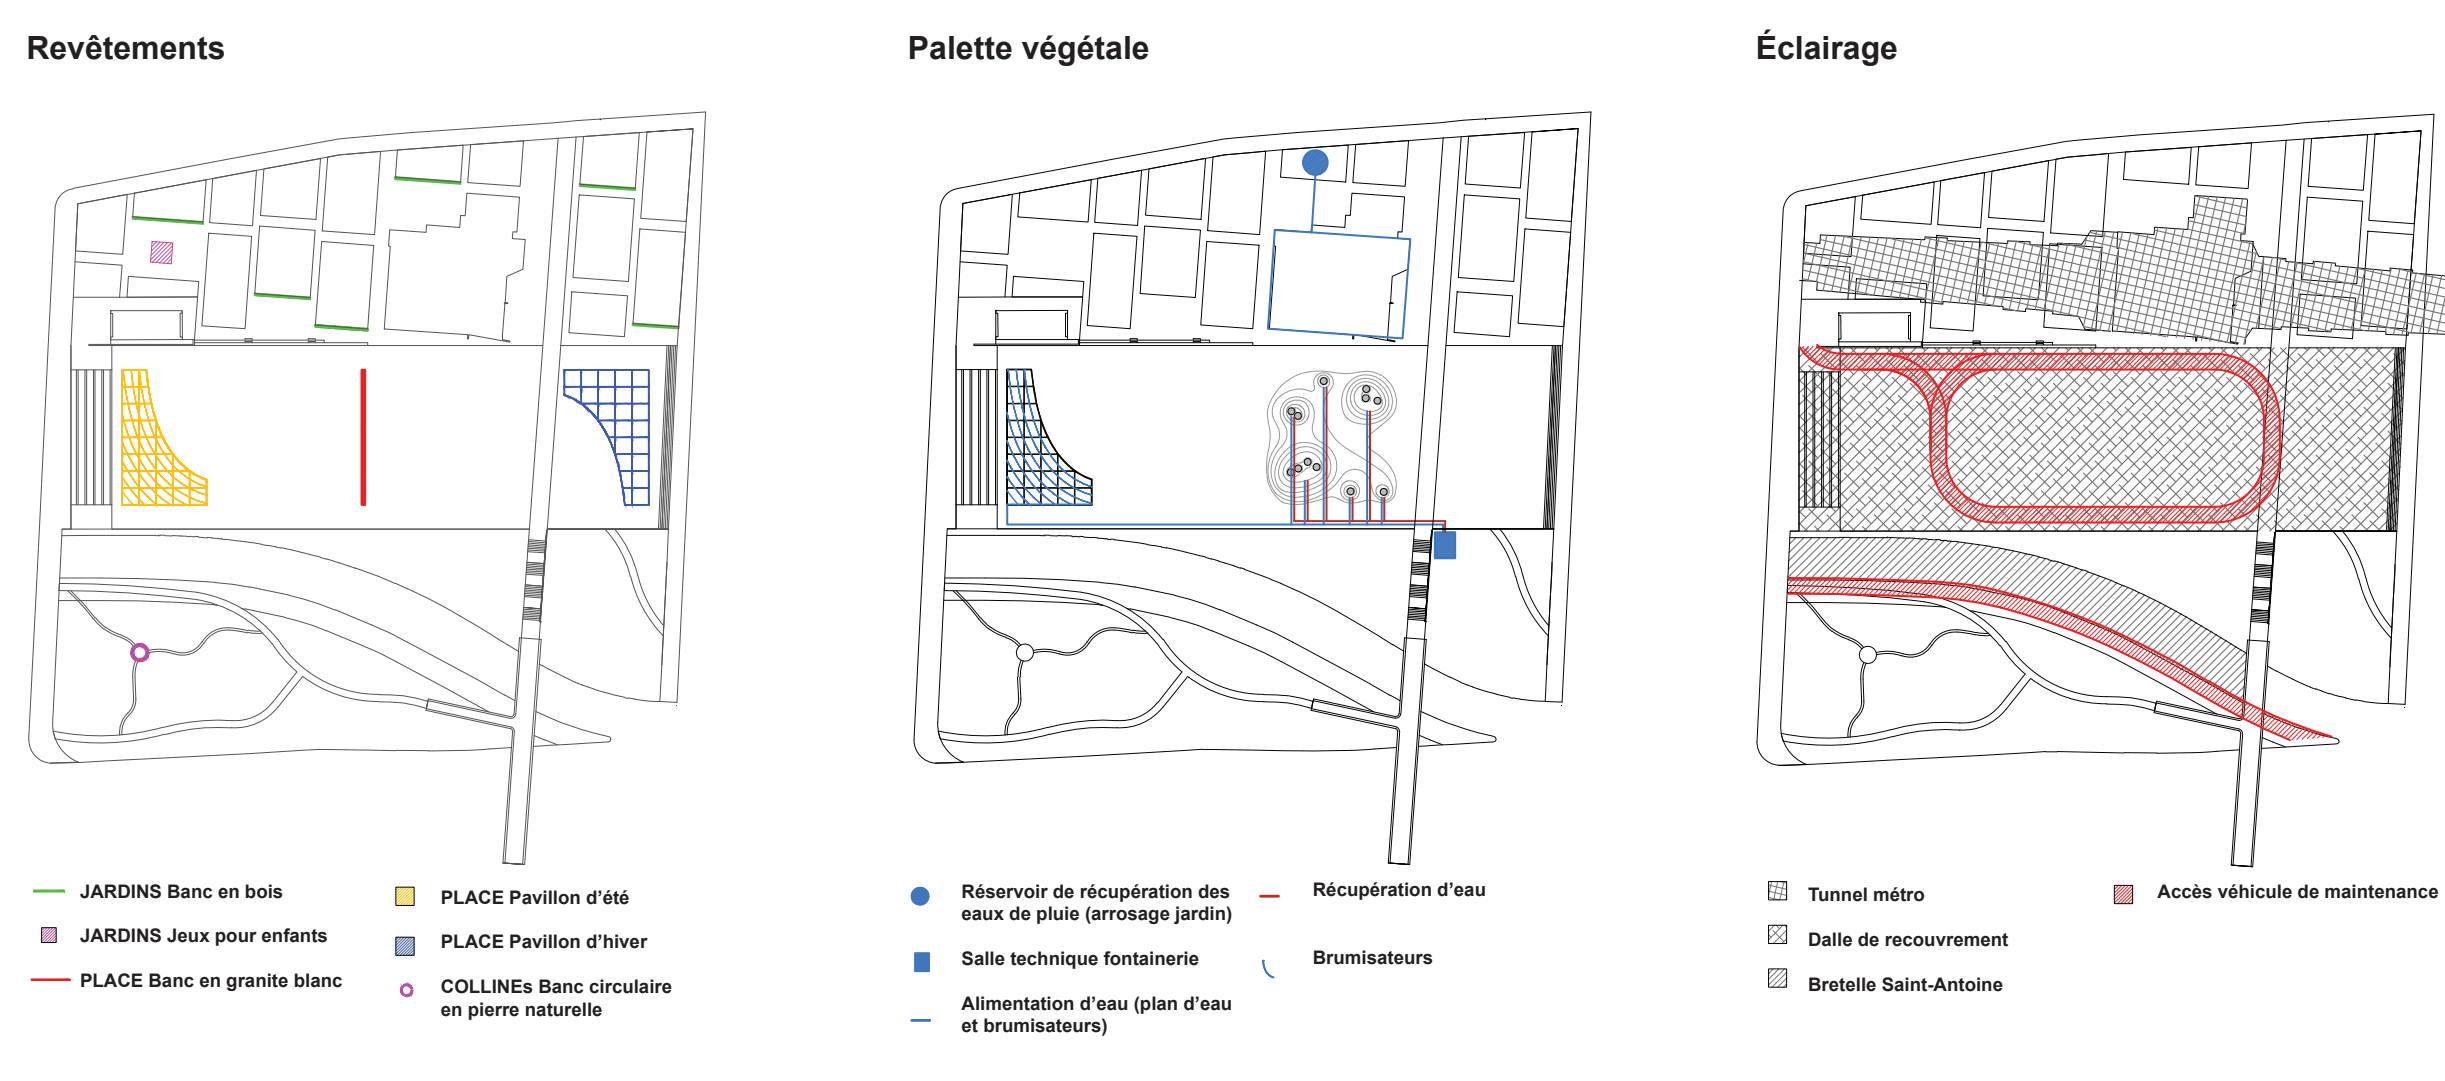 Revêtements
Palette végétale
Éclairage
JARDINS Banc en bois
JARDINS Jeux pour enfants
PLACE Banc en granite blanc
PLACE Pavillon d'été
PLACE Pavillon d'hiver
COLLINEs Banc circulaire
en pierre naturelle
Réservoir de récupération des
eaux de pluie (arrosage jardin)
Salle technique fontainerie
Alimentation d'eau (plan d'eau
et brumisateurs)
Récupération d'eau
Brumisateurs
Tunnel métro
Dalle de recouvrement
Bretelle Saint-Antoine
Accès véhicule de maintenance